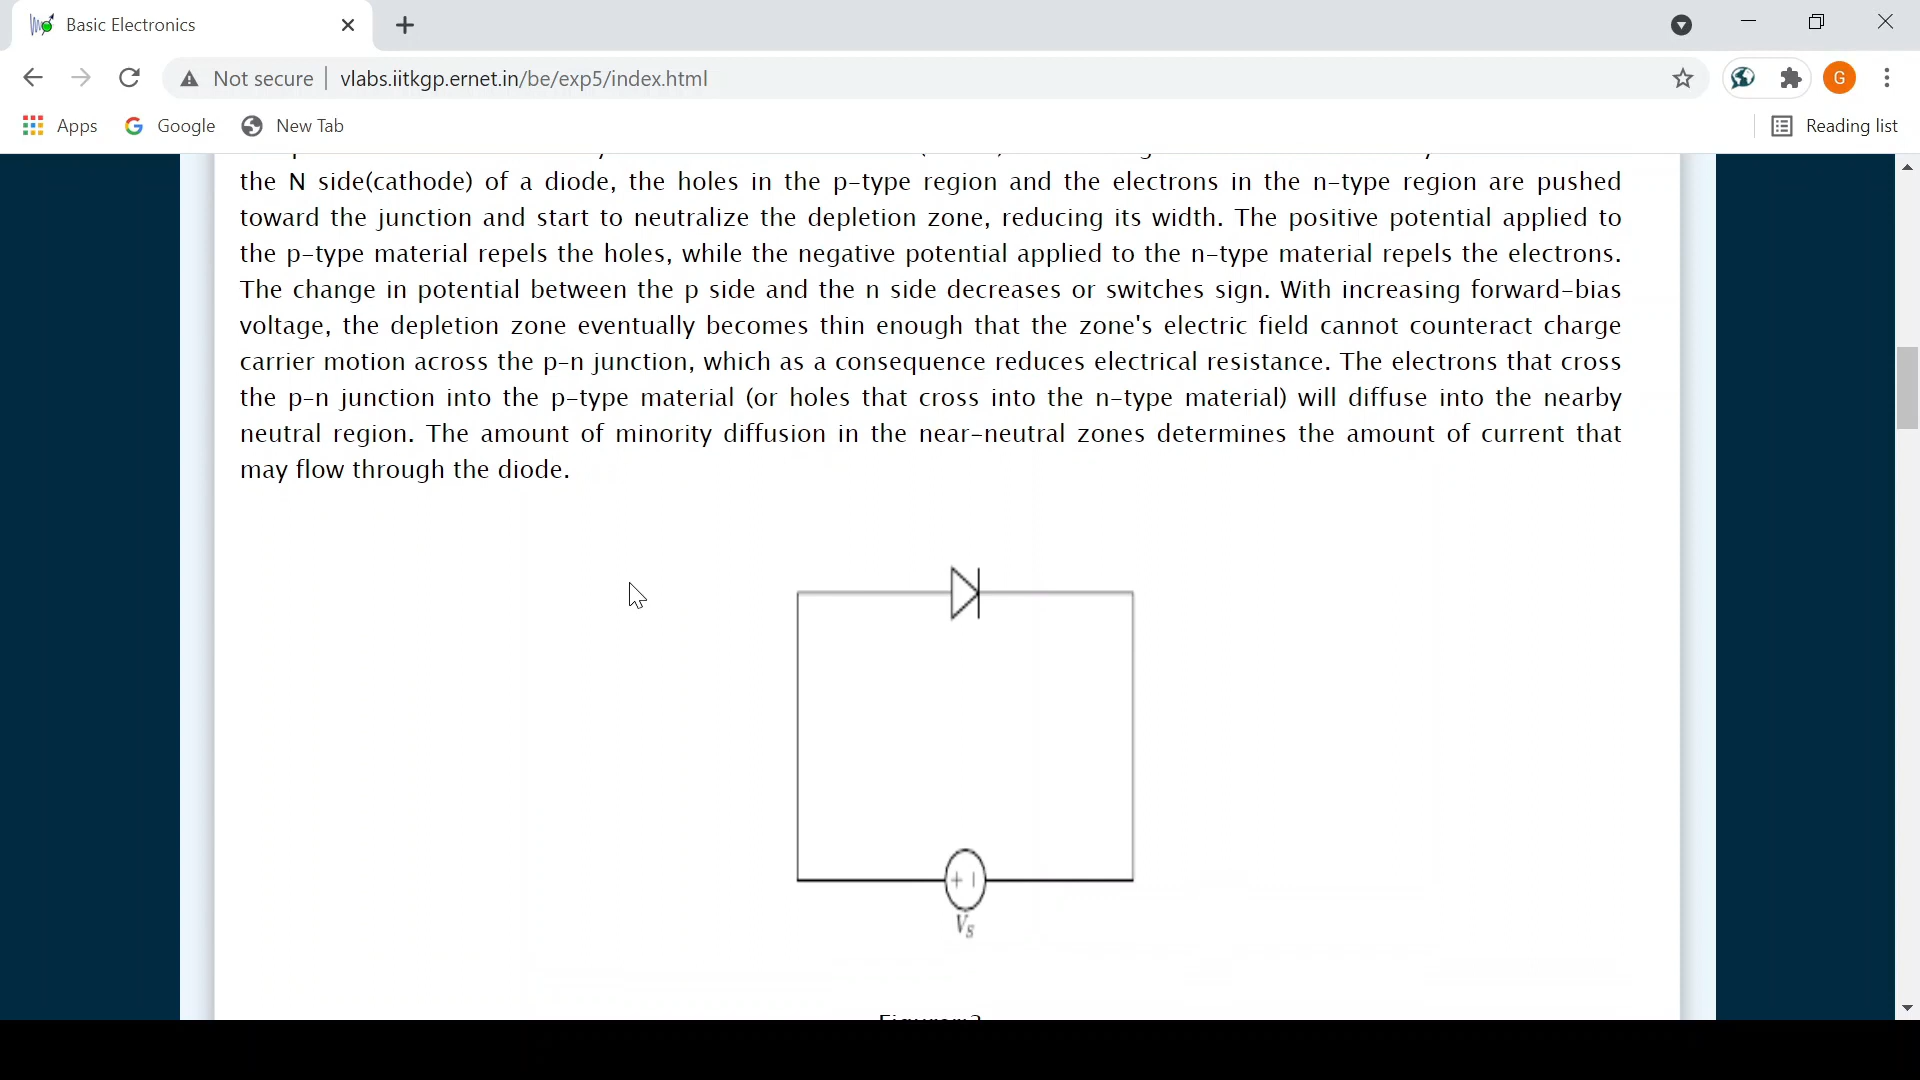 Basic Electronics
G
Not secure | vlabs.iitkgp.ernet.in/be/exp5/index.html
Apps Google New Tab Reading list
the N side(cathode) of a diode, the holes in the p-type region and the electrons in the n-type region are pushed
toward the junction and start to neutralize the depletion zone, reducing its width. The positive potential applied to
the p-type material repels the holes, while the negative potential applied to the n-type material repels the electrons.
The change in potential between the p side and the n side decreases or switches sign. With increasing forward-bias
voltage, the depletion zone eventually becomes thin enough that the zone's electric field cannot counteract charge
carrier motion across the p-n junction, which as a consequence reduces electrical resistance. The electrons that cross
the p-n junction into the p-type material (or holes that cross into the n-type material) will diffuse into the nearby
neutral region. The amount of minority diffusion in the near-neutral zones determines the amount of current that
may flow through the diode.
+ |
Vs